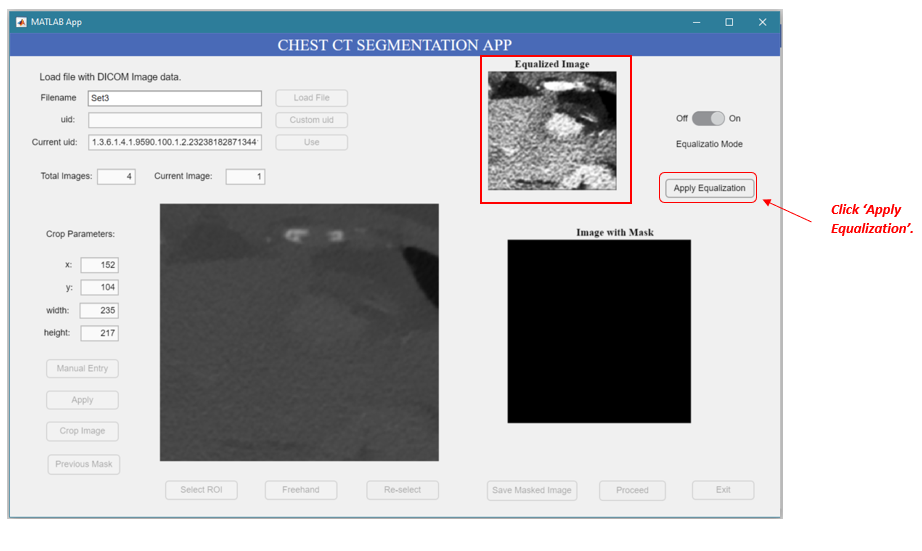 MATLAB App
CHEST CT SEGMENTATION APP
Load file with DICOM Image data.
Filename
Set3
Load File
uid:
Custom uid
Current uid:
1.3.6.1.4.1.9590.100.1.2.23238182871344
Use
Total Images:
4
Current Image:
1
Equalized Image
Off
On
Equalizatio Mode
Apply Equalization
Click ‘Apply
Equalization’.
Crop Parameters:
x:
152
y:
104
width:
235
height:
217
Manual Entry
Apply
Crop Image
Previous Mask
Image with Mask
Select ROI
Freehand
Re-select
Save Masked Image
Proceed
Exit